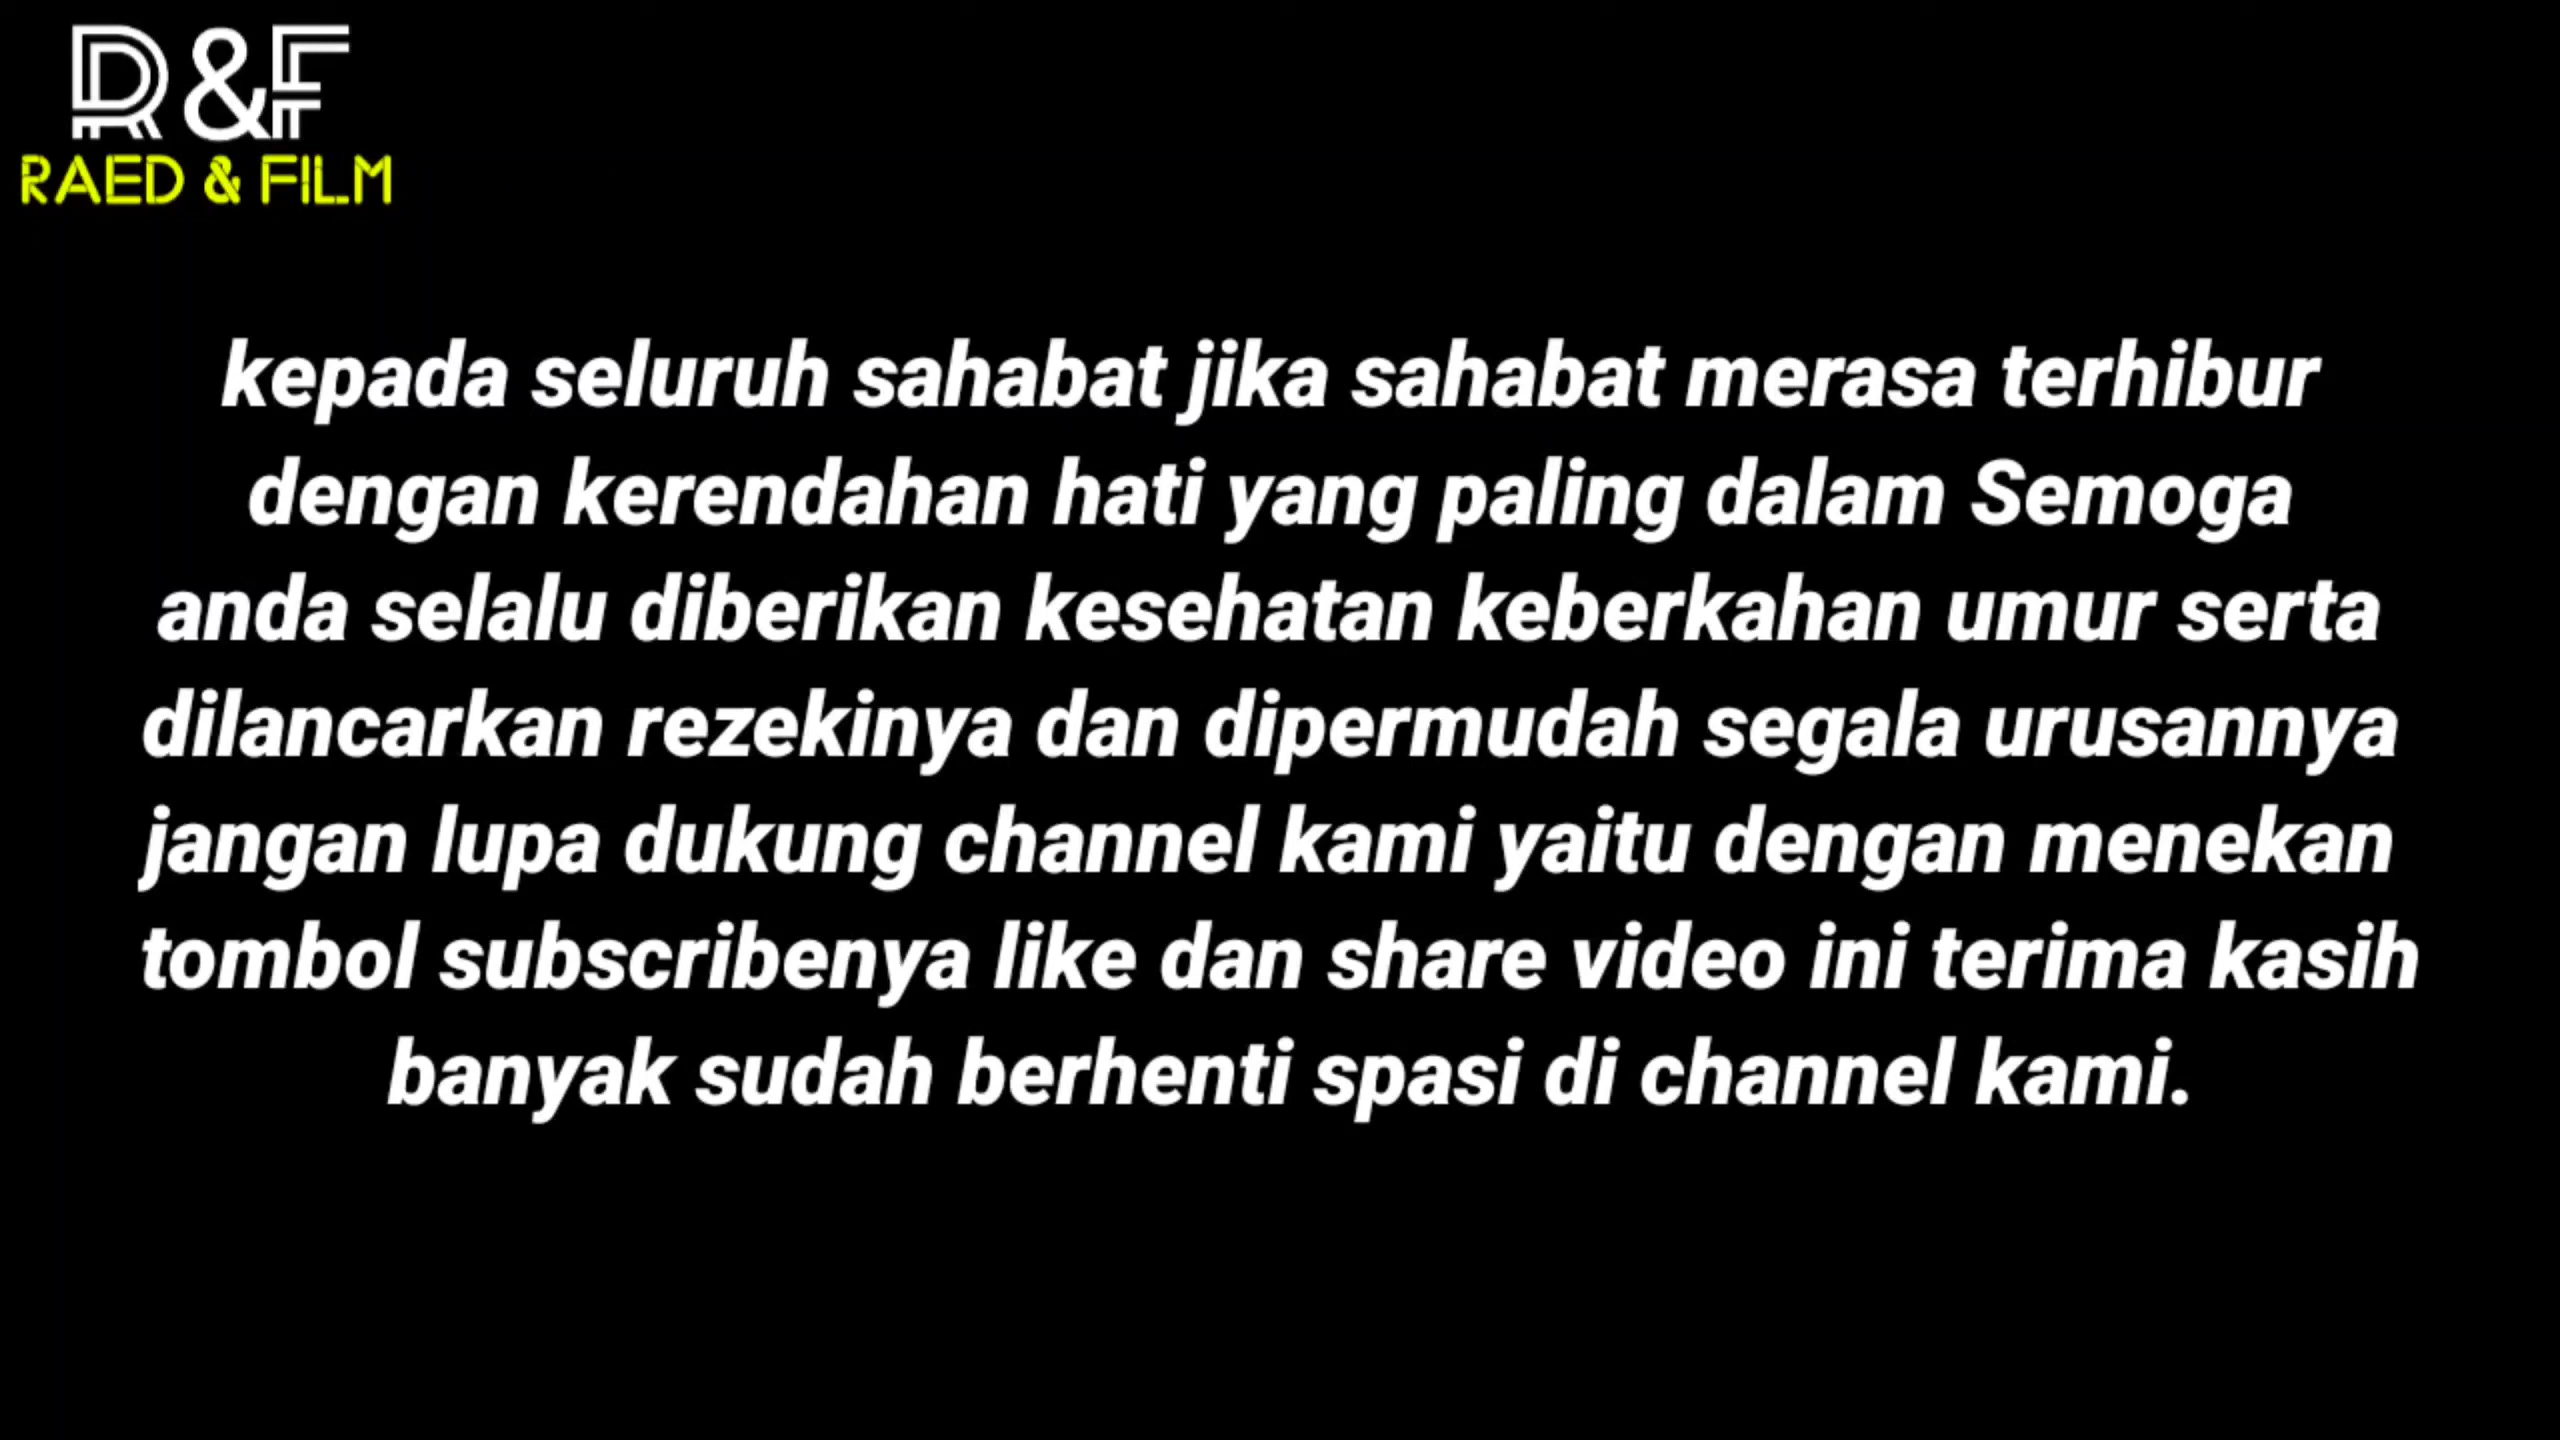 R&F
RAED & FILM
kepada seluruh sahabat jika sahabat merasa terhibur
dengan kerendahan hati yang paling dalam Semoga
anda selalu diberikan kesehatan keberkahan umur serta
dilancarkan rezekinya dan dipermudah segala urusannya
jangan lupa dukung channel kami yaitu dengan menekan
tombol subscribenya like dan share video ini terima kasih
banyak sudah berhenti spasi di channel kami.